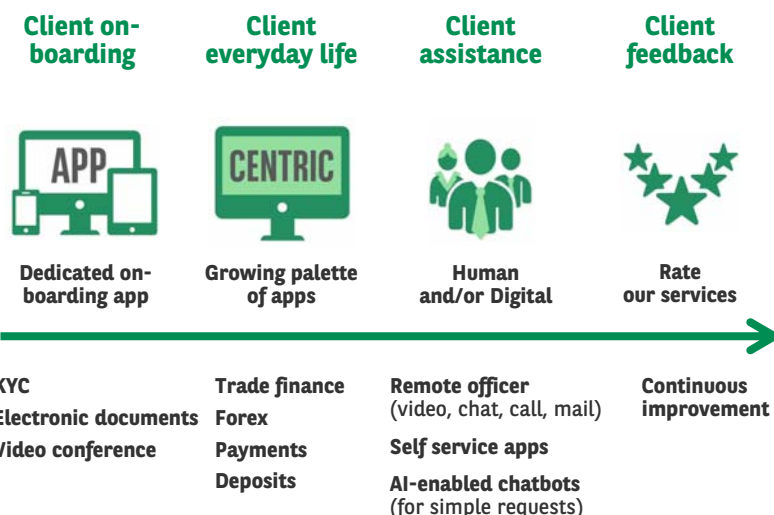 Client on-
boarding
Client
everyday life
Client
assistance
Client
feedback
APP
CENTRIC
Dedicated on-
boarding app
Growing palette
of apps
Human
and/or Digital
Rate
our services
KYC
Electronic documents
Video conference
Trade finance
Forex
Payments
Deposits
Remote officer
(video, chat, call, mail)
Self service apps
AI-enabled chatbots
(for simple requests)
Continuous
improvement